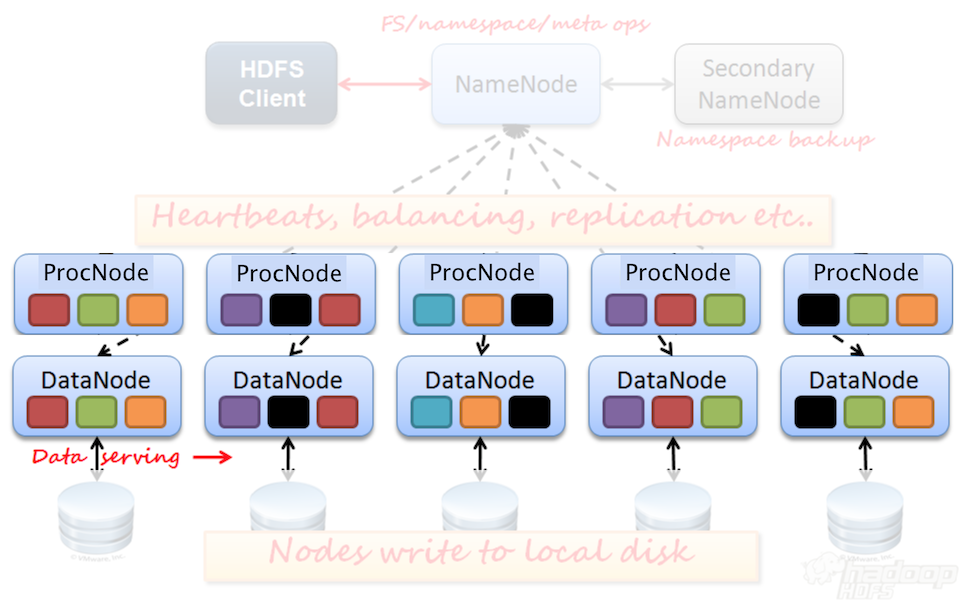 FS/namespace/meta ops
HDFS
Client
NameNode
Secondary
NameNode
Namespace backup
Heartbeats, balancing, replication etc..
ProcNode
ProcNode
ProcNode
ProcNode
ProcNode
DataNode
DataNode
DataNode
DataNode
DataNode
Data serving
© VMware, Inc.
© VMware, Inc.
Nodes write to local disk
hadoop
HDFS